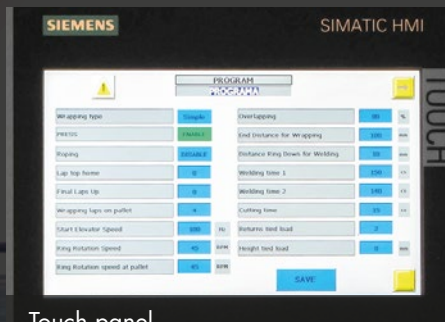 SIEMENS
SIMATIC HMI
TOUCH
PROGRAM
PROGRAMA
Wrapping type Simple
PRESS ENABLE
Roping DISABLE
Lap top home 0
Final Laps Up 0
Wrapping laps on pallet 4
Start Elevator Speed Hz
Ring Rotation Speed 45 RPM
Ring Rotation speed at pallet 45 RPM
Overlapping %
End Distance for Wrapping 100 mm
Distance Ring Down for Welding mm
Welding time 1 150
Welding time 2 140
Cutting time
Returns tied load 2
Height tied load 0 mm
SAVE
Touch panel